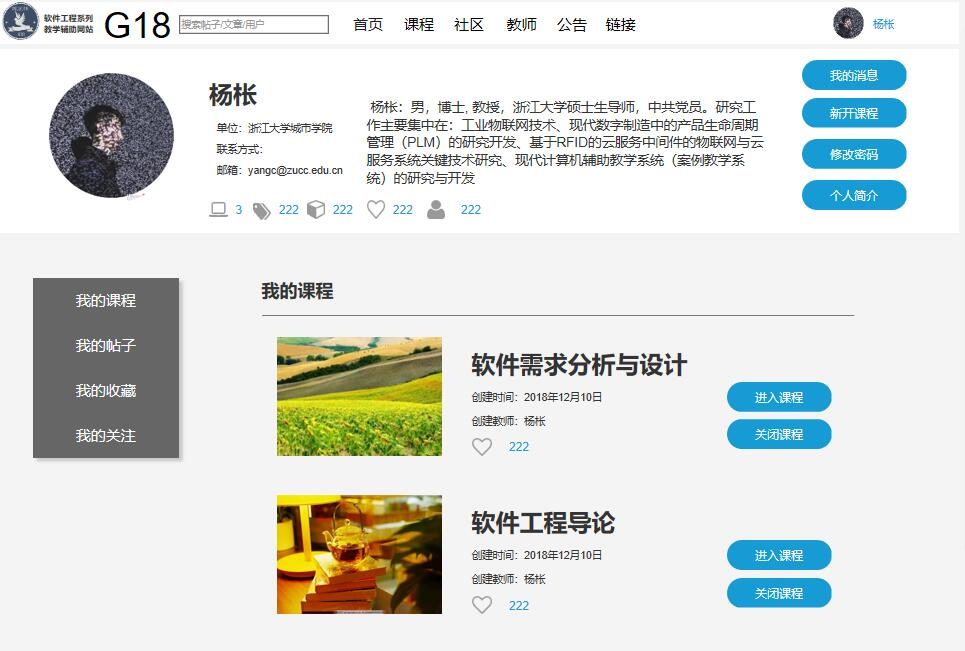 软件工程系列
教学辅助网站
G18
搜索帖子/文章/用户
首页 课程 社区 教师 公告 链接
杨枨
杨枨
单位：浙江大学城市学院
联系方式：
邮箱：yangc@zucc.edu.cn
杨枨：男，博士, 教授，浙江大学硕士生导师，中共党员。研究工
作主要集中在：工业物联网技术、现代数字制造中的产品生命周期
管理（PLM）的研究开发、基于RFID的云服务中间件的物联网与云
服务系统关键技术研究、现代计算机辅助教学系统（案例教学系
统）的研究与开发
3 222 222 222 222
我的消息
新开课程
修改密码
个人简介
我的课程
我的帖子
我的收藏
我的关注
我的课程
软件需求分析与设计
创建时间：2018年12月10日
创建教师：杨枨
222
进入课程
关闭课程
软件工程导论
创建时间：2018年12月10日
创建教师：杨枨
222
进入课程
关闭课程